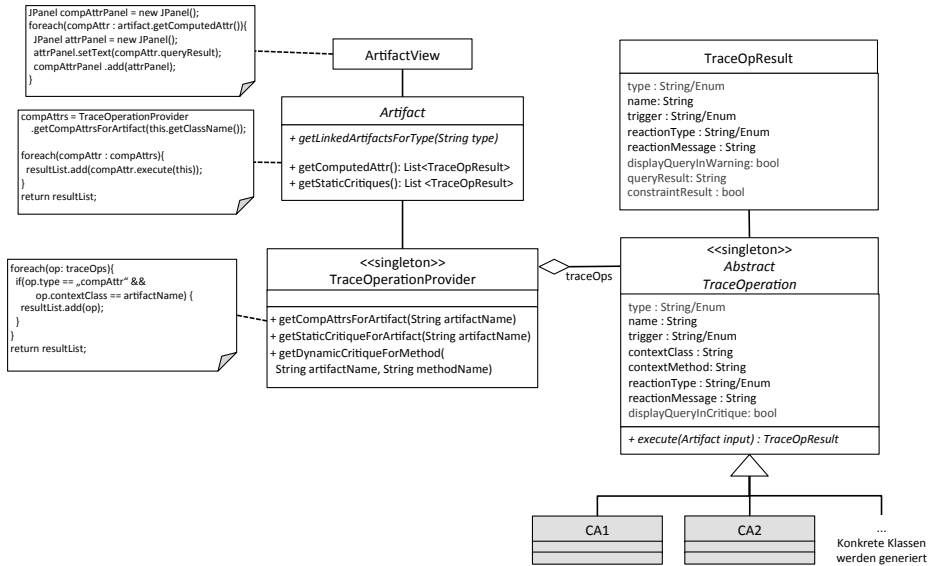 JPanel compAttrPanel = new JPanel();
foreach(compAttr : artifact.getComputedAttr()){
JPanel attrPanel = new JPanel();
attrPanel.setText(compAttr.queryResult);
compAttrPanel .add(attrPanel);
}
ArtifactView
compAttrs = TraceOperationProvider
.getCompAttrsForArtifact(this.getClassName());
foreach(compAttr : compAttrs){
resultList.add(compAttr.execute(this));
}
return resultList;
Artifact
+ getLinkedArtifactsForType(String type)
+ getComputedAttr(): List<TraceOpResult>
+ getStaticCritiques(): List <TraceOpResult>
TraceOpResult
type : String/Enum
name: String
trigger : String/Enum
reactionType : String/Enum
reactionMessage : String
displayQueryInWarning: bool
queryResult: String
constraintResult : bool
foreach(op: traceOps){
if(op.type == „compAttr“ &&
op.contextClass == artifactName) {
resultList.add(op);
}
}
return resultList;
<<singleton>>
TraceOperationProvider
+ getCompAttrsForArtifact(String artifactName)
+ getStaticCritiqueForArtifact(String artifactName)
+ getDynamicCritiqueForMethod(
String artifactName, String methodName)
traceOps
<<singleton>>
Abstract
TraceOperation
type : String/Enum
name : String
trigger : String/Enum
contextClass : String
contextMethod: String
reactionType : String/Enum
reactionMessage : String
displayQueryInCritique: bool
+ execute(Artifact input) : TraceOpResult
CA1
CA2
...
Konkrete Klassen
werden generiert